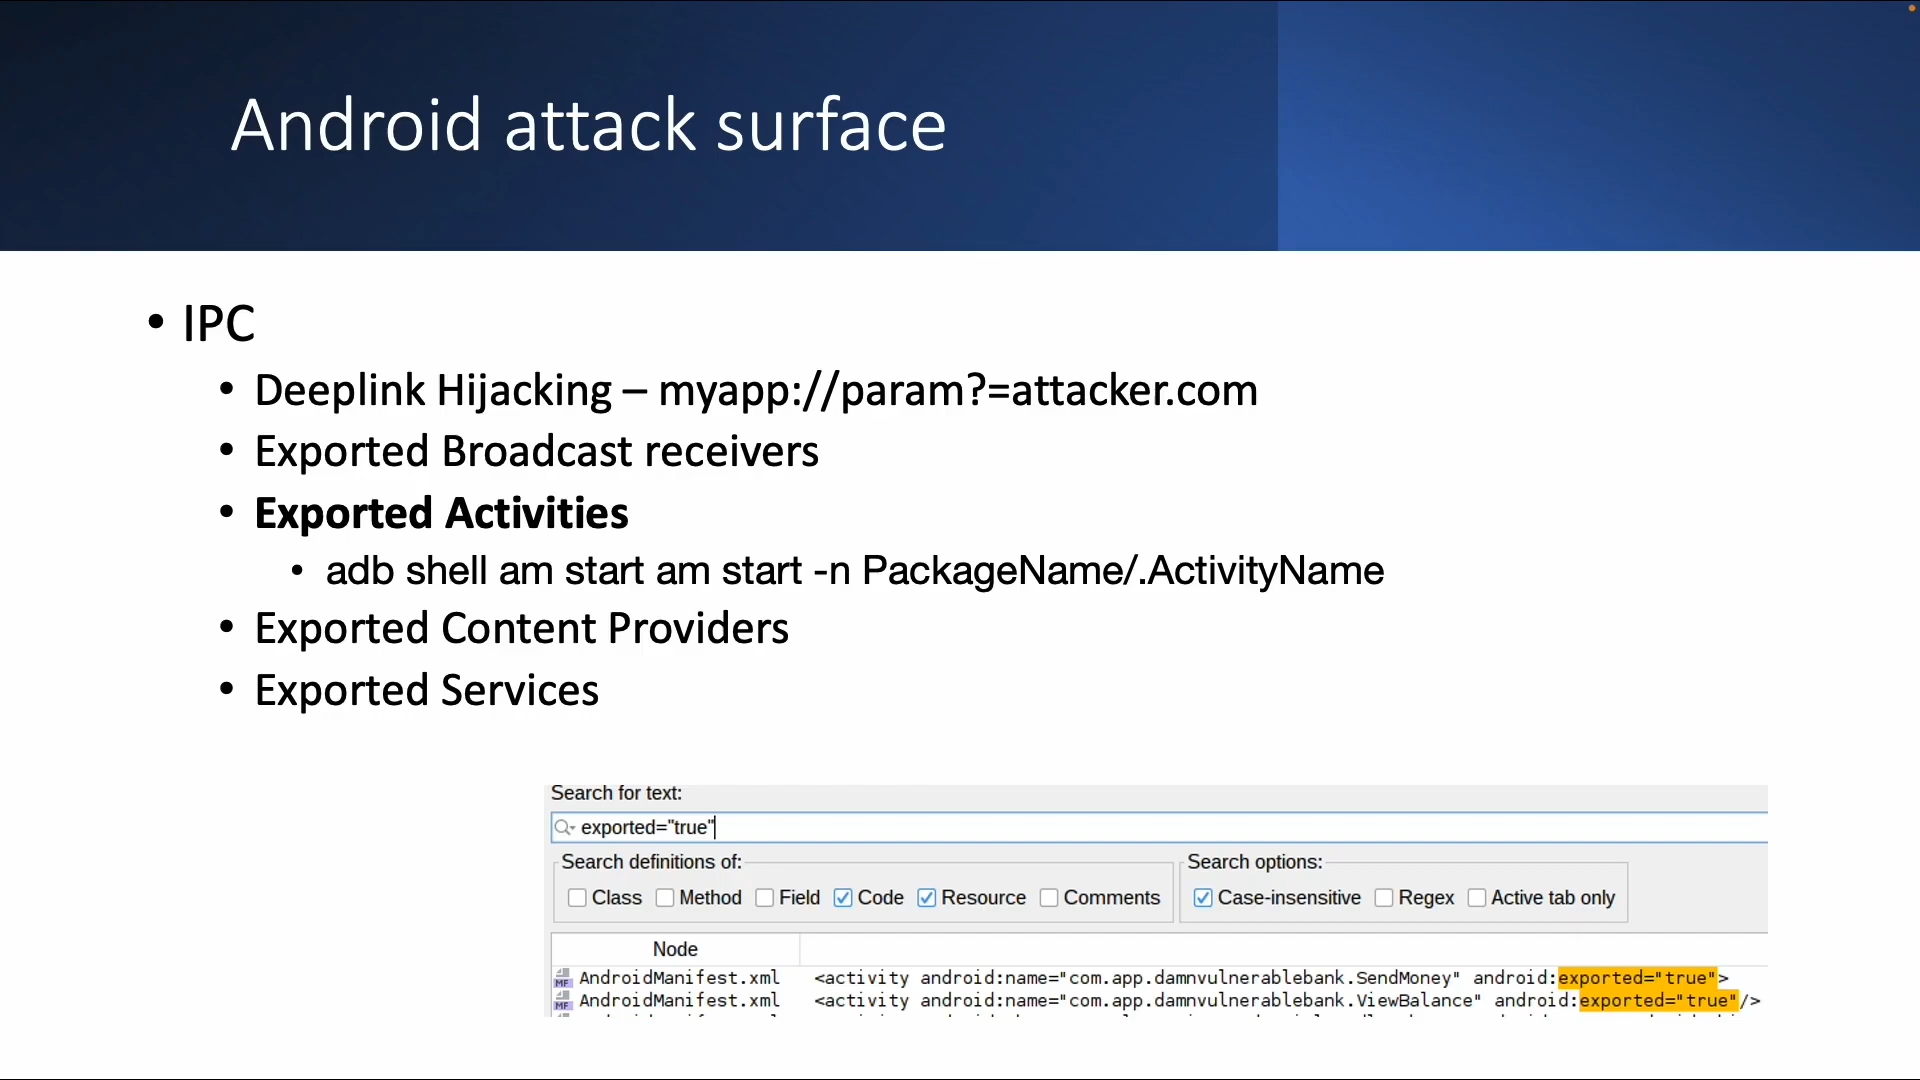 Android attack surface
• IPC
• Deeplink Hijacking – myapp://param?=attacker.com
• Exported Broadcast receivers
• Exported Activities
• adb shell am start am start -n PackageName/.ActivityName
• Exported Content Providers
• Exported Services
Search for text:
exported="true"
Search definitions of: Search options:
Class Method Field Code Resource Comments Case-insensitive Regex Active tab only
Node
AndroidManifest.xml <activity android:name="com.app.damnvulnerablebank.SendMoney" android:exported="true">
AndroidManifest.xml <activity android:name="com.app.damnvulnerablebank.ViewBalance" android:exported="true"/>